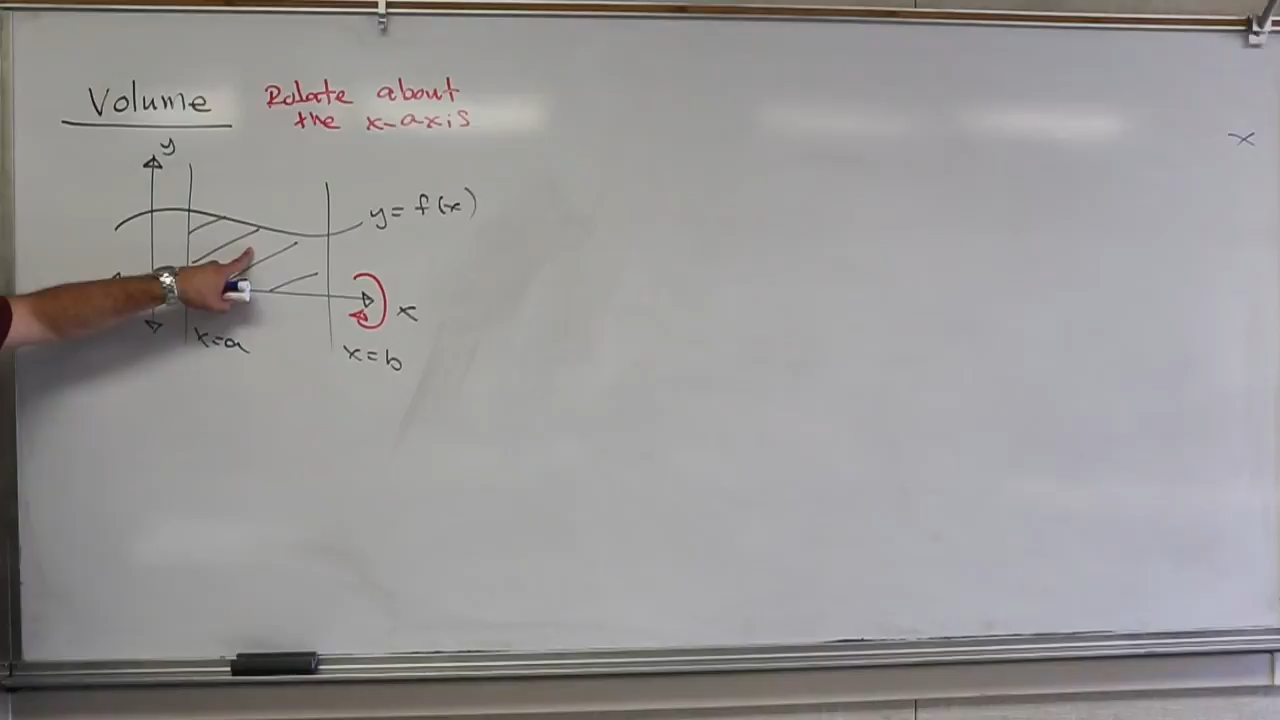 Volume Rotate about
the x-axis
y
y = f(x)
x
x=a
x=b
x